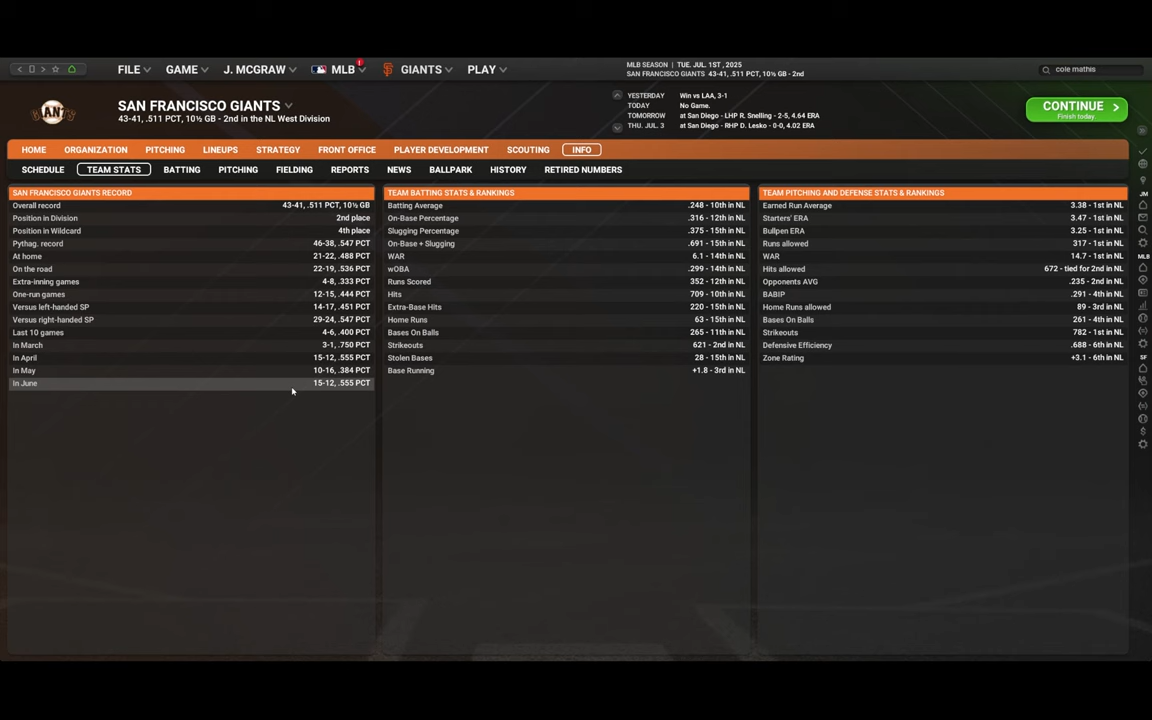 FILE GAME J. MCGRAW MLB GIANTS PLAY
MLB SEASON | TUE. JUL. 1ST , 2025
SAN FRANCISCO GIANTS 43-41, .511 PCT, 10½ GB - 2nd
cole mathis
SAN FRANCISCO GIANTS
43-41, .511 PCT, 10½ GB - 2nd in the NL West Division
YESTERDAY Win vs LAA, 3-1
TODAY No Game.
TOMORROW at San Diego - LHP R. Snelling - 2-5, 4.64 ERA
THU. JUL. 3 at San Diego - RHP D. Lesko - 0-0, 4.02 ERA
CONTINUE >
Finish today.
HOME ORGANIZATION PITCHING LINEUPS STRATEGY FRONT OFFICE PLAYER DEVELOPMENT SCOUTING INFO
SCHEDULE TEAM STATS BATTING PITCHING FIELDING REPORTS NEWS BALLPARK HISTORY RETIRED NUMBERS
SAN FRANCISCO GIANTS RECORD
Overall record 43-41, .511 PCT, 10½ GB
Position in Division 2nd place
Position in Wildcard 4th place
Pythag. record 46-38, .547 PCT
At home 21-22, .488 PCT
On the road 22-19, .536 PCT
Extra-inning games 4-8, .333 PCT
One-run games 12-15, .444 PCT
Versus left-handed SP 14-17, .451 PCT
Versus right-handed SP 29-24, .547 PCT
Last 10 games 4-6, .400 PCT
In March 3-1, .750 PCT
In April 15-12, .555 PCT
In May 10-16, .384 PCT
In June 15-12, .555 PCT
TEAM BATTING STATS & RANKINGS
Batting Average .248 - 10th in NL
On-Base Percentage .316 - 12th in NL
Slugging Percentage .375 - 15th in NL
On-Base + Slugging .691 - 15th in NL
WAR 6.1 - 14th in NL
wOBA .299 - 14th in NL
Runs Scored 352 - 12th in NL
Hits 709 - 10th in NL
Extra-Base Hits 220 - 15th in NL
Home Runs 63 - 15th in NL
Bases On Balls 265 - 11th in NL
Strikeouts 621 - 2nd in NL
Stolen Bases 28 - 15th in NL
Base Running +1.8 - 3rd in NL
TEAM PITCHING AND DEFENSE STATS & RANKINGS
Earned Run Average 3.38 - 1st in NL
Starters' ERA 3.47 - 1st in NL
Bullpen ERA 3.25 - 1st in NL
Runs allowed 317 - 1st in NL
WAR 14.7 - 1st in NL
Hits allowed 672 - tied for 2nd in NL
Opponents AVG .235 - 2nd in NL
BABIP .291 - 4th in NL
Home Runs allowed 89 - 3rd in NL
Bases On Balls 261 - 4th in NL
Strikeouts 782 - 1st in NL
Defensive Efficiency .688 - 6th in NL
Zone Rating +3.1 - 6th in NL
JM
MLB
SF